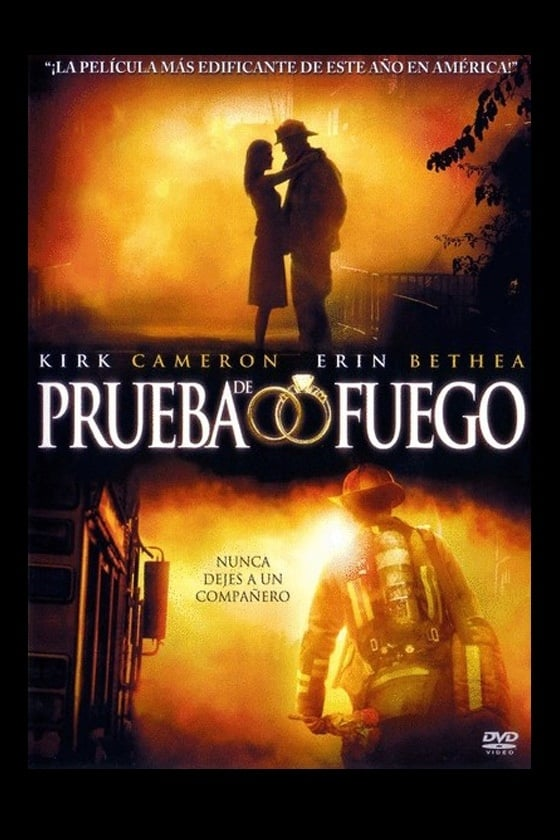 “¡LA PELÍCULA MÁS EDIFICANTE DE ESTE AÑO EN AMÉRICA!”
KIRK CAMERON ERIN BETHEA
PRUEBA DE FUEGO
NUNCA
DEJES A UN
COMPAÑERO
DVD
VIDEO